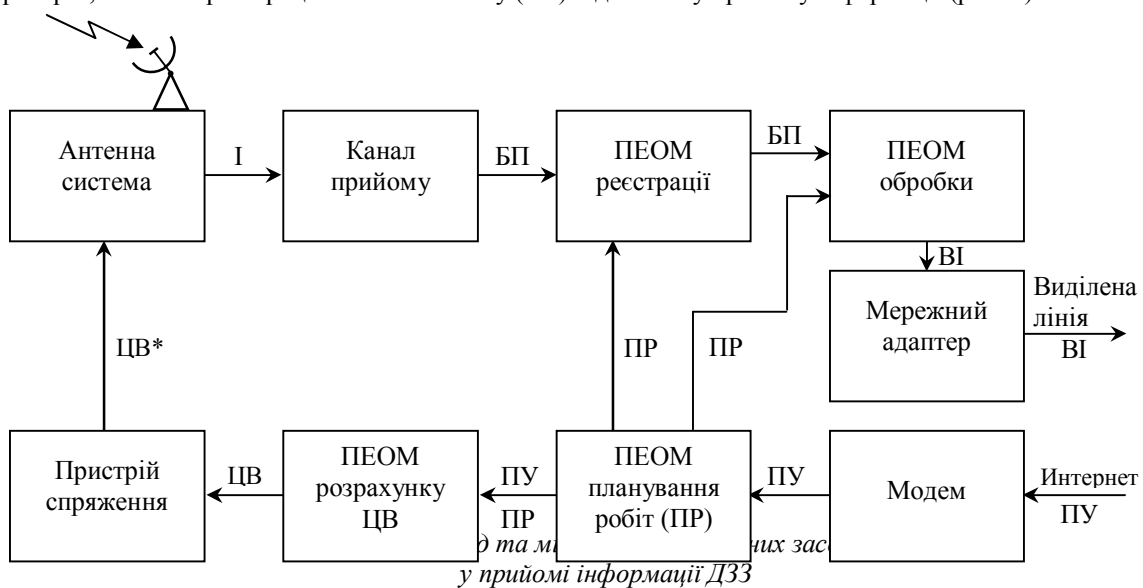 Антенна
система
І
Канал
прийому
БП
ПЕОМ
реєстрації
БП
ПЕОМ
обробки
ВІ
Мережний
адаптер
Виділена
лінія
ВІ
ЦВ*
ПР
ПР
Пристрій
спряження
ЦВ
ПЕОМ
розрахунку
ЦВ
ПУ
ПР
ПЕОМ
планування
робіт (ПР)
ПУ
Модем
Интернет
ПУ
та
у прийомі інформації ДЗЗ